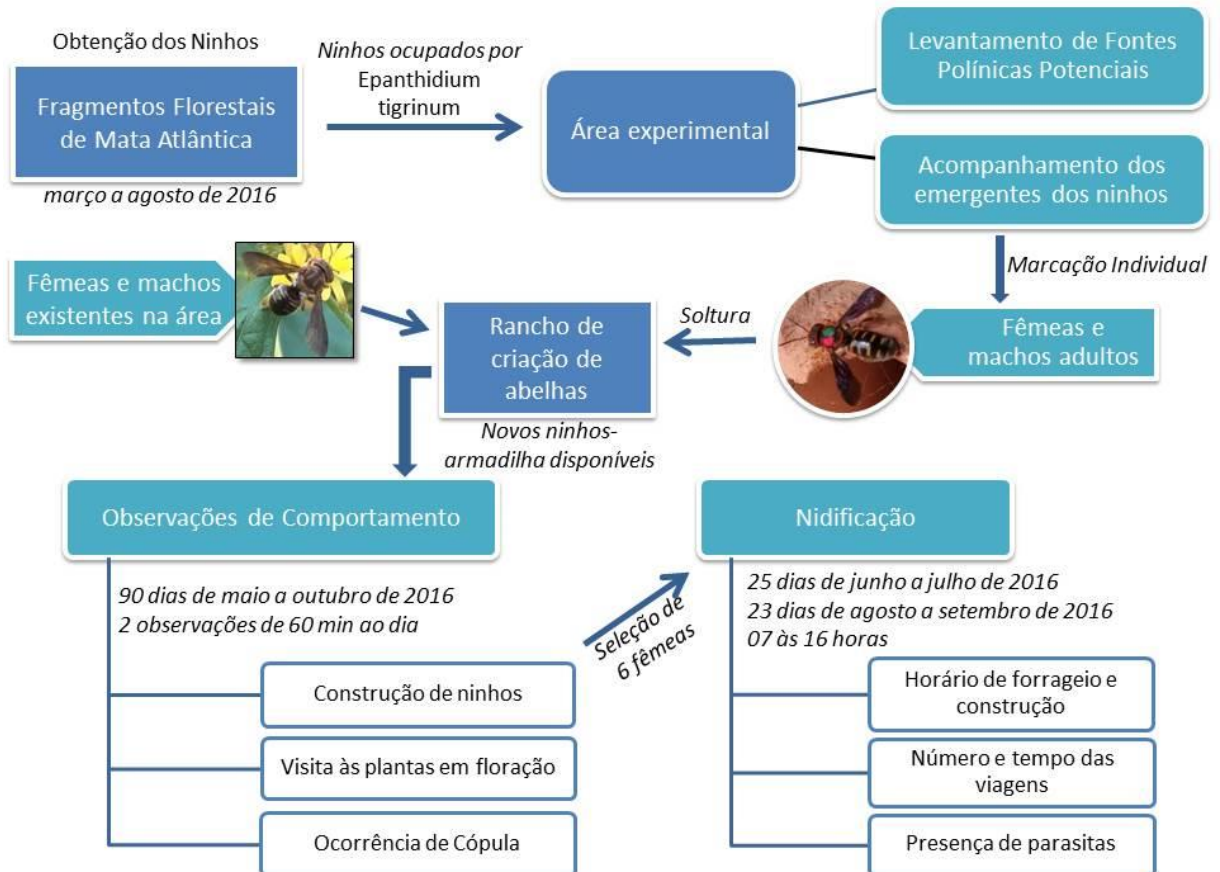 Obtenção dos Ninhos
Fragmentos Florestais
de Mata Atlântica
março a agosto de 2016
Ninhos ocupados por
Epanthidium
tigrinum
Área experimental
Levantamento de Fontes
Polínicas Potenciais
Acompanhamento dos
emergentes dos ninhos
Marcação Individual
Fêmeas e
machos adultos
Soltura
Fêmeas e machos
existentes na área
Rancho de
criação de
abelhas
Novos ninhos-
armadilha disponíveis
Observações de Comportamento
90 dias de maio a outubro de 2016
2 observações de 60 min ao dia
Construção de ninhos
Visita às plantas em floração
Ocorrência de Cópula
Seleção de
6 fêmeas
Nidificação
25 dias de junho a julho de 2016
23 dias de agosto a setembro de 2016
07 às 16 horas
Horário de forrageio e
construção
Número e tempo das
viagens
Presença de parasitas